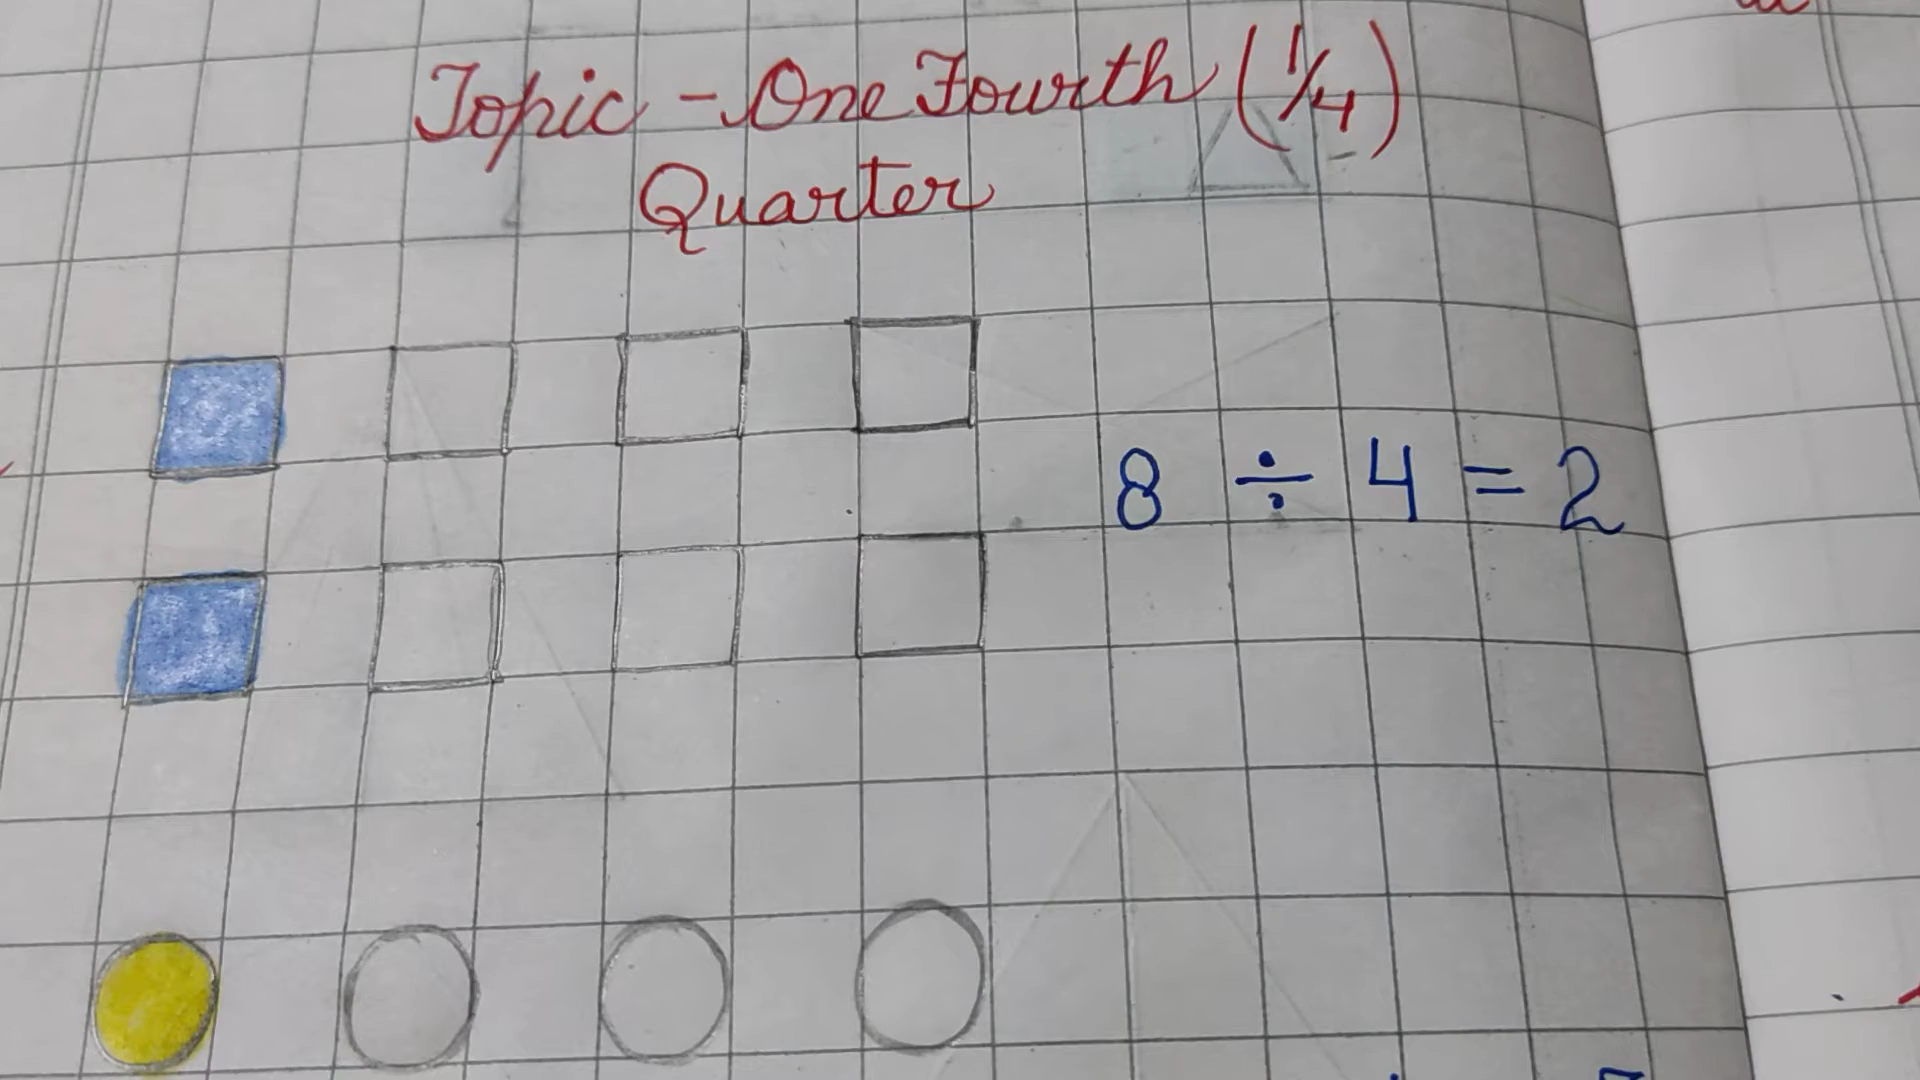 Topic - One Fourth (1/4)
Quarter
8 ÷ 4 = 2